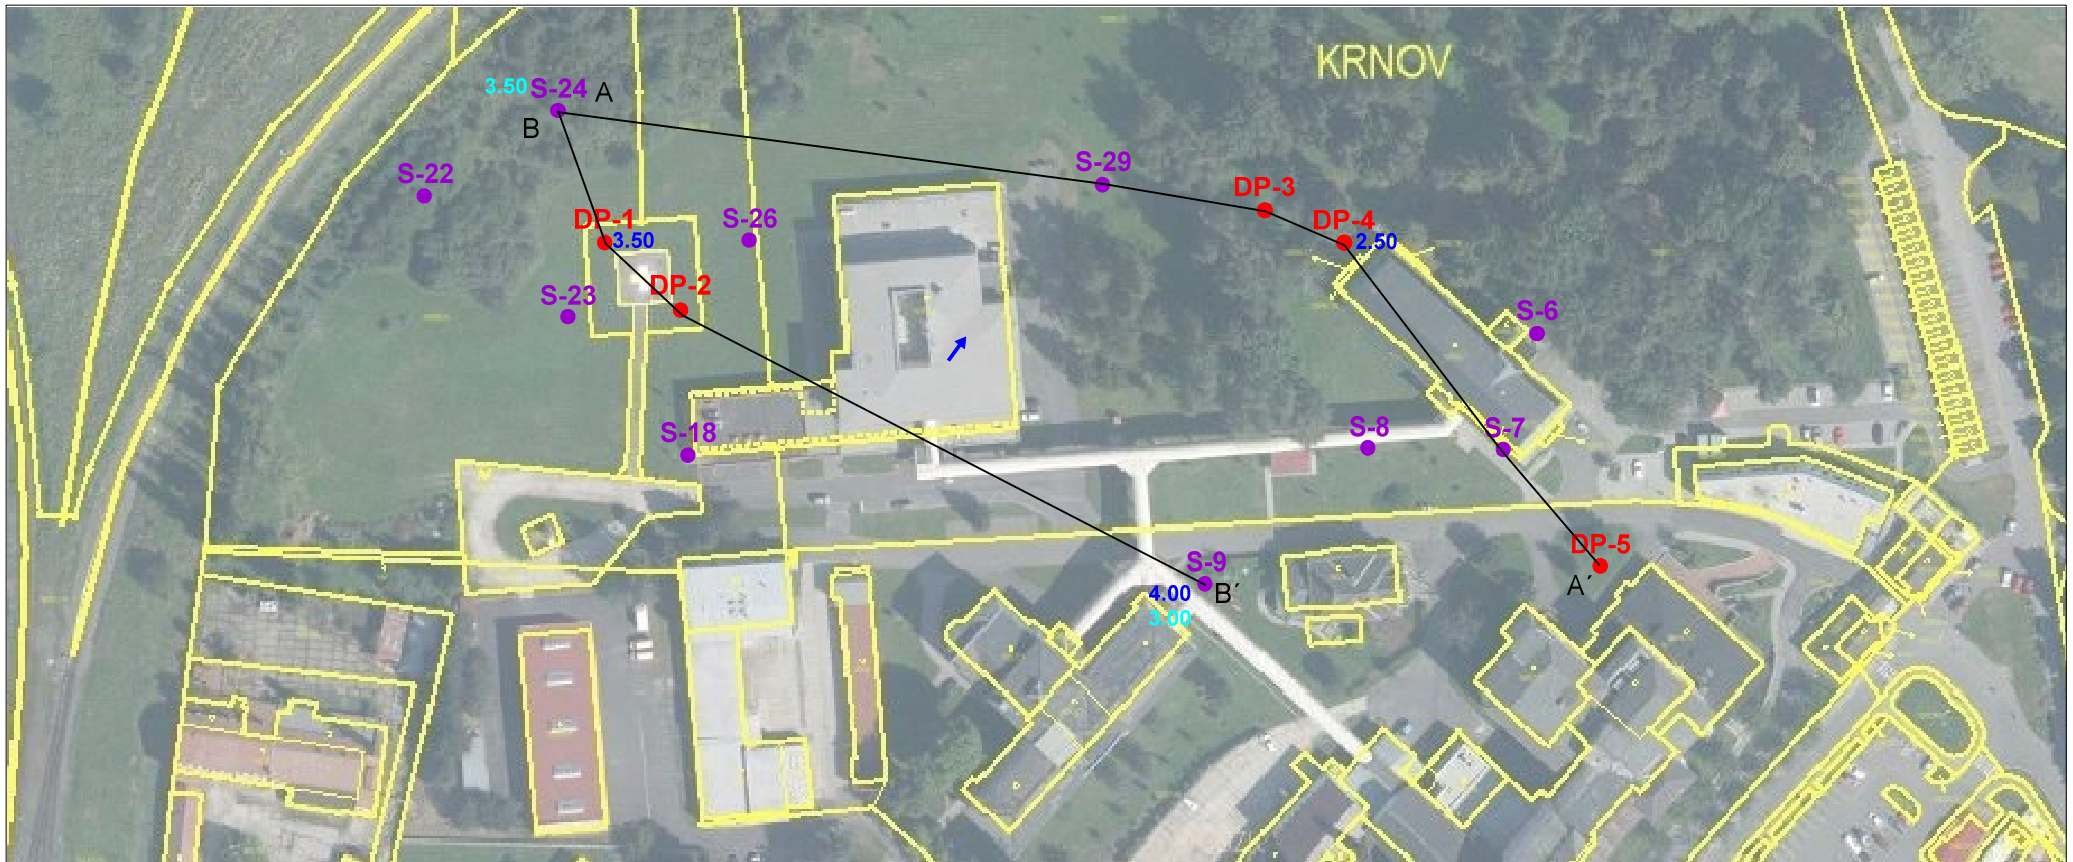 KRNOV
3.50 S-24 A
B
S-29
S-22
DP-3
DP-1
3.50
S-26
DP-4
2.50
DP-2
S-23
S-6
S-18
S-8
S-7
DP-5
S-9
A´
4.00
B´
3.00